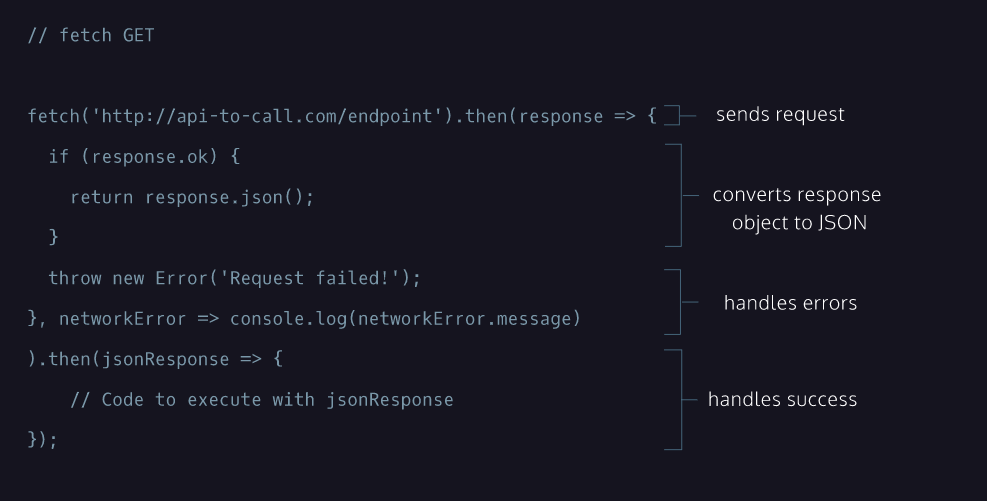 // fetch GET
fetch('http://api-to-call.com/endpoint').then(response => {
sends request
if (response.ok) {
return response.json();
}
converts response
object to JSON
throw new Error('Request failed!');
}, networkError => console.log(networkError.message)
handles errors
).then(jsonResponse => {
// Code to execute with jsonResponse
});
handles success